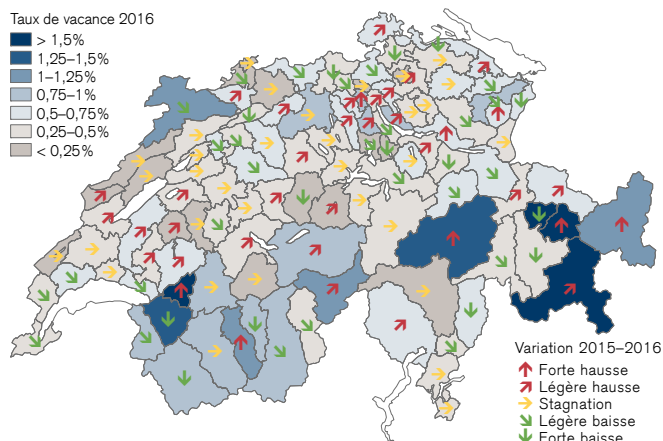 Taux de vacance 2016
> 1,5%
1,25–1,5%
1–1,25%
0,75–1%
0,5–0,75%
0,25–0,5%
< 0,25%
Variation 2015–2016
Forte hausse
Légère hausse
Stagnation
Légère baisse
Forte baisse